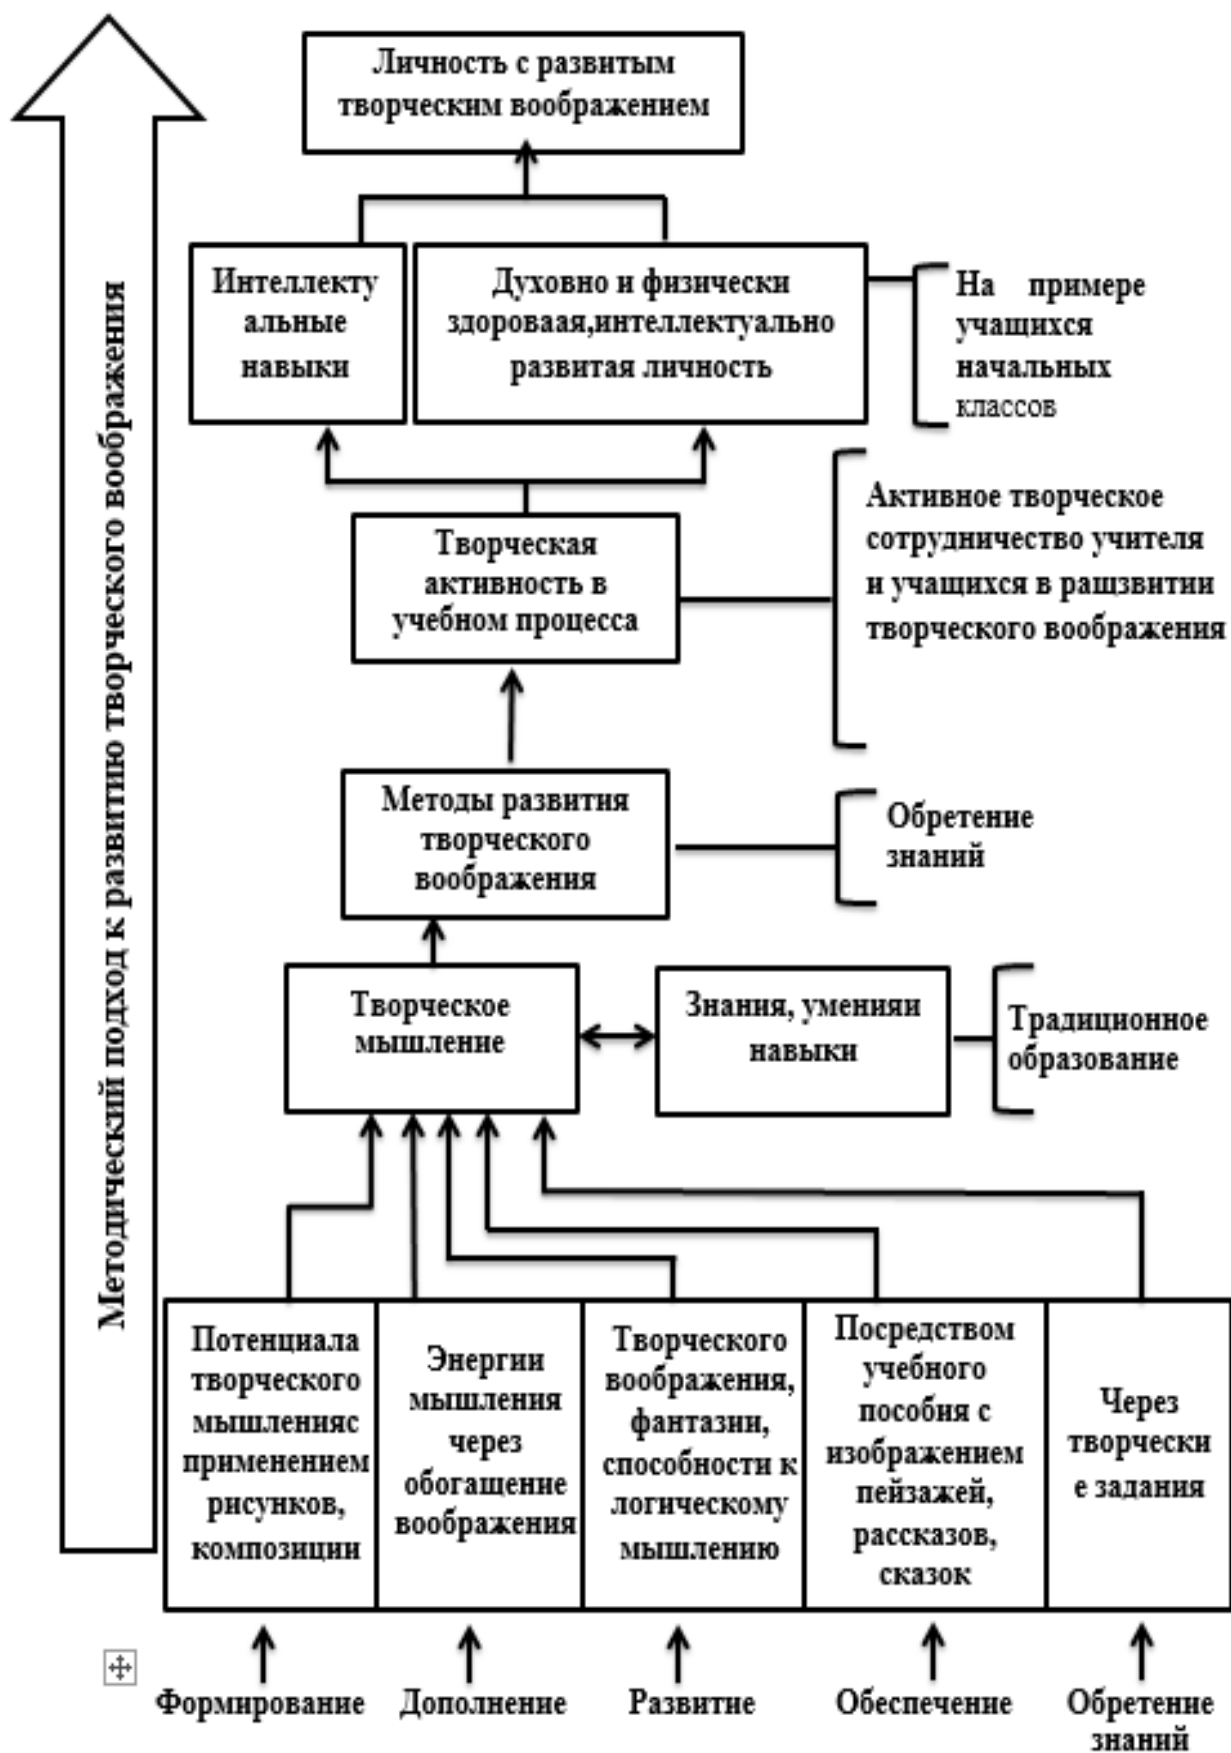 Методический подход к развитию творческого воображения
Личность с развитым
творческим воображением
Интеллекту
альные
навыки
Духовно и физически
здороваая,интеллектуально
развитая личность
На примере
учащихся
начальных
классов
Творческая
активность в
учебном процесса
Активное творческое
сотрудничество учителя
и учащихся в рашзвитии
творческого воображения
Методы развития
творческого
воображения
Обретение
знаний
Творческое
мышление
Знания,уменияи
навыки
Традиционное
образование
Потенциала
творческого
мышленияс
применением
рисунков,
композиции
Энергии
мышления
через
обогащение
воображения
Творческого
воображения,
фантазии,
способности к
логическому
мышлению
Посредством
учебного
пособия с
изображением
пейзажей,
рассказов,
сказок
Через
творчески
е задания
Формирование
Дополнение
Развитие
Обеспечение
Обретение
знаний